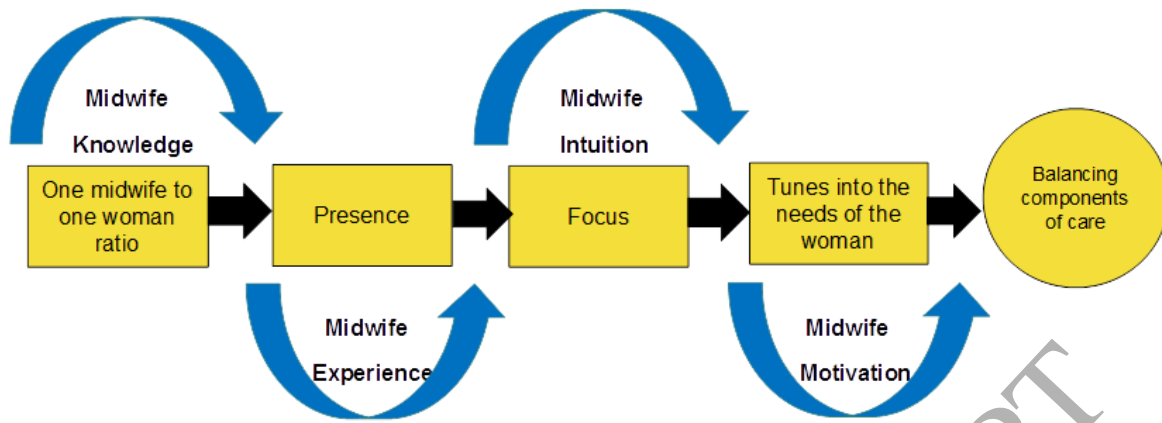 Midwife
Knowledge
Midwife
Intuition
One midwife to
one woman
ratio
Presence
Focus
Tunes into the
needs of the
woman
Balancing
components
of care
Midwife
Experience
Midwife
Motivation
PT